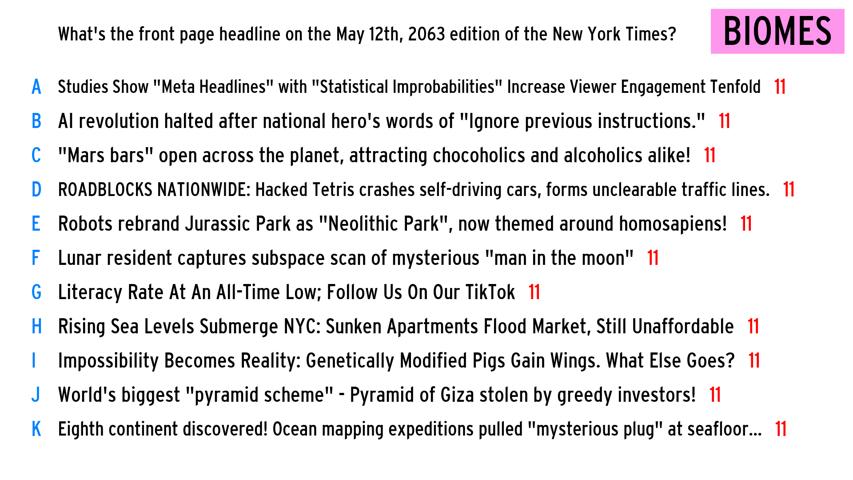 What's the front page headline on the May 12th, 2063 edition of the New York Times? BIOMES
A Studies Show "Meta Headlines" with "Statistical Improbabilities" Increase Viewer Engagement Tenfold 11
B AI revolution halted after national hero's words of "Ignore previous instructions." 11
C "Mars bars" open across the planet, attracting chocoholics and alcoholics alike! 11
D ROADBLOCKS NATIONWIDE: Hacked Tetris crashes self-driving cars, forms unclearable traffic lines. 11
E Robots rebrand Jurassic Park as "Neolithic Park", now themed around homosapiens! 11
F Lunar resident captures subspace scan of mysterious "man in the moon" 11
G Literacy Rate At An All-Time Low; Follow Us On Our TikTok 11
H Rising Sea Levels Submerge NYC: Sunken Apartments Flood Market, Still Unaffordable 11
I Impossibility Becomes Reality: Genetically Modified Pigs Gain Wings. What Else Goes? 11
J World's biggest "pyramid scheme" - Pyramid of Giza stolen by greedy investors! 11
K Eighth continent discovered! Ocean mapping expeditions pulled "mysterious plug" at seafloor... 11